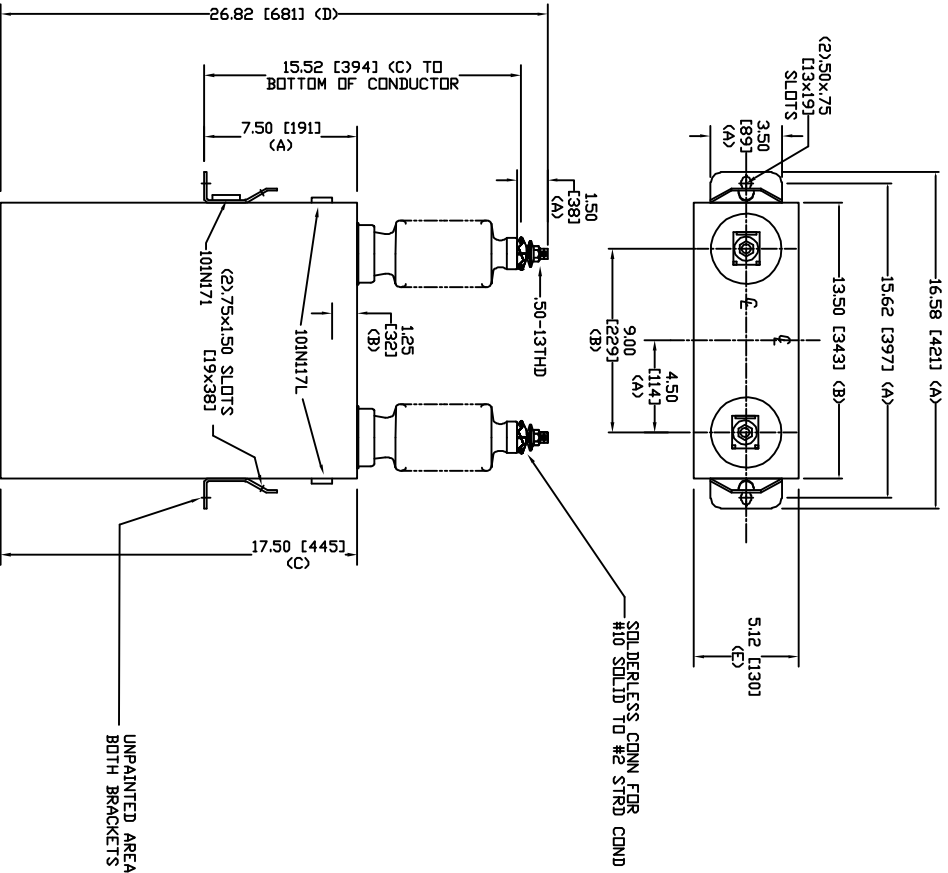 26.82 [681] (D)
15.52 [394] (C) TO
BOTTOM OF CONDUCTOR
7.50 [191]
(A)
1.50
[38]
(A)
.50-13THD
101N171
(2).75x1.50 SLOTS
[19x38]
101N117L
1.25
[32]
(B)
17.50 [445]
(C)
UNPAINTED AREA
BOTH BRACKETS
SOLDERLESS CONN FOR
#10 SOLID TO #2 STRD COND
(2).50x.75
[13x19]
SLOTS
3.50
[89]
(A)
16.58 [421] (A)
15.62 [397] (A)
13.50 [343] (B)
CL
CL
9.00
[229]
(B)
4.50
[114]
(A)
5.12 [130]
(E)